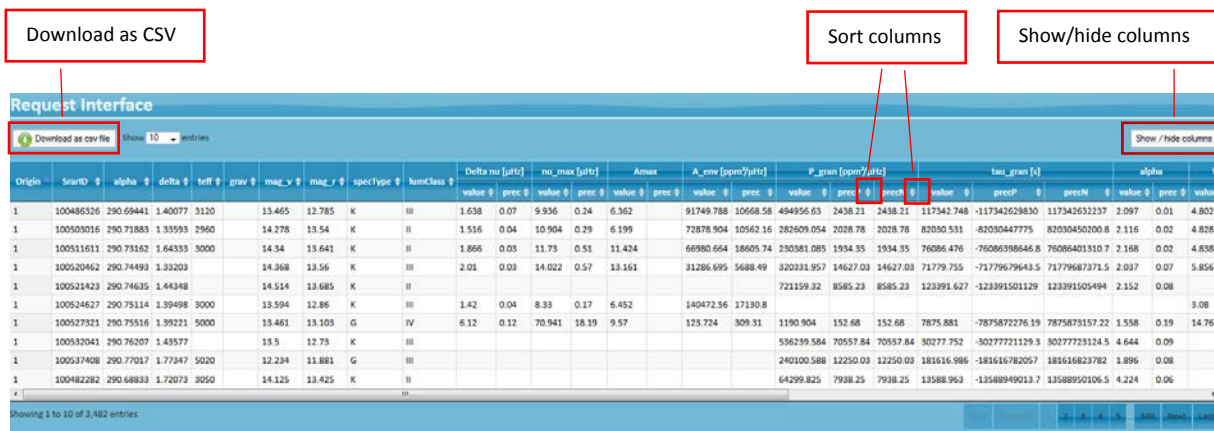 Download as CSV Sort columns Show/hide columns
Request Interface
Download as csv file Show 10 entries Show / hide columns
Delta nu [µHz] nu_max [µHz] Amax A_env [ppm²/µHz] P_gran [ppm²/µHz] tau_gran [s] alpha
Origin SrartID alpha delta teff grav mag_v mag_r specType lumClass
value prec value prec value prec value prec value precP precN value precP precN value prec value
1 100486326 290.69441 1.40077 3120 13.465 12.785 K III 1.638 0.07 9.936 0.24 6.362 91749.788 10668.58 494956.63 2438.21 2438.21 117342.748 -117342629830 117342632237 2.097 0.01 4.802
1 100503016 290.71883 1.33593 2960 14.278 13.54 K II 1.516 0.04 10.904 0.29 6.199 72878.904 10562.16 282609.054 2028.78 2028.78 82030.531 -82030447775 82030450200.8 2.116 0.02 4.828
1 100511611 290.73162 1.64333 3000 14.34 13.641 K II 1.866 0.03 11.73 0.51 11.424 66980.664 18605.74 230381.085 1934.35 1934.35 76086.476 -76086398646.8 76086401310.7 2.168 0.02 4.838
1 100520462 290.74493 1.33203 14.368 13.56 K III 2.01 0.03 14.022 0.57 13.161 31286.695 5688.49 320331.957 14627.03 14627.03 71779.755 -71779679643.5 71779687371.5 2.037 0.07 5.856
1 100521423 290.74635 1.44348 14.514 13.685 K II 721159.32 8585.23 8585.23 123391.627 -123391501129 123391505494 2.152 0.08
1 100524627 290.75114 1.39498 3000 13.594 12.86 K III 1.42 0.04 8.33 0.17 6.452 140472.56 17130.8 3.08
1 100527321 290.75516 1.39221 5000 13.461 13.103 G IV 6.12 0.12 70.941 18.19 9.57 123.724 309.31 1190.904 152.68 152.68 7875.881 -7875872276.19 7875873157.22 1.558 0.19 14.76
1 100532041 290.76207 1.43577 13.5 12.73 K III 536239.584 70557.84 70557.84 30277.752 -30277721129.3 30277723124.5 4.644 0.09
1 100537408 290.77017 1.77347 5020 12.234 11.881 G III 240100.588 12250.03 12250.03 181616.986 -181616782057 181616823782 1.896 0.08
1 100482282 290.68833 1.72073 3050 14.125 13.425 K II 64299.825 7938.25 7938.25 13588.963 -13588949013.7 13588950106.5 4.224 0.06
Showing 1 to 10 of 3,482 entries 2 3 4 5 Next Last